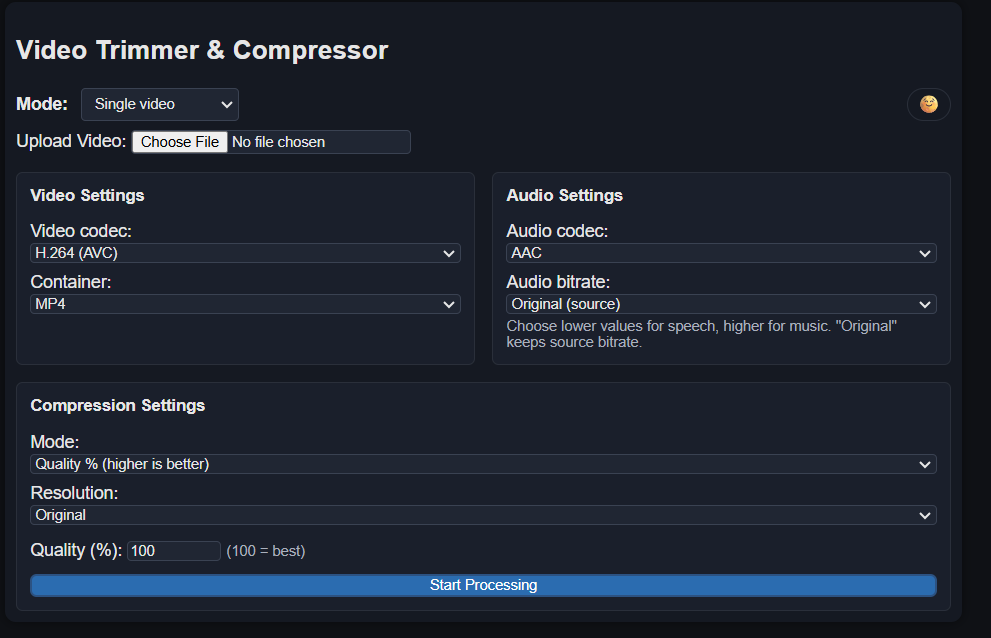 Video Trimmer & Compressor
Mode: Single video
Upload Video: Choose File No file chosen
Video Settings
Video codec:
H.264 (AVC)
Container:
MP4
Audio Settings
Audio codec:
AAC
Audio bitrate:
Original (source)
Choose lower values for speech, higher for music. "Original"
keeps source bitrate.
Compression Settings
Mode:
Quality % (higher is better)
Resolution:
Original
Quality (%): 100 (100 = best)
Start Processing